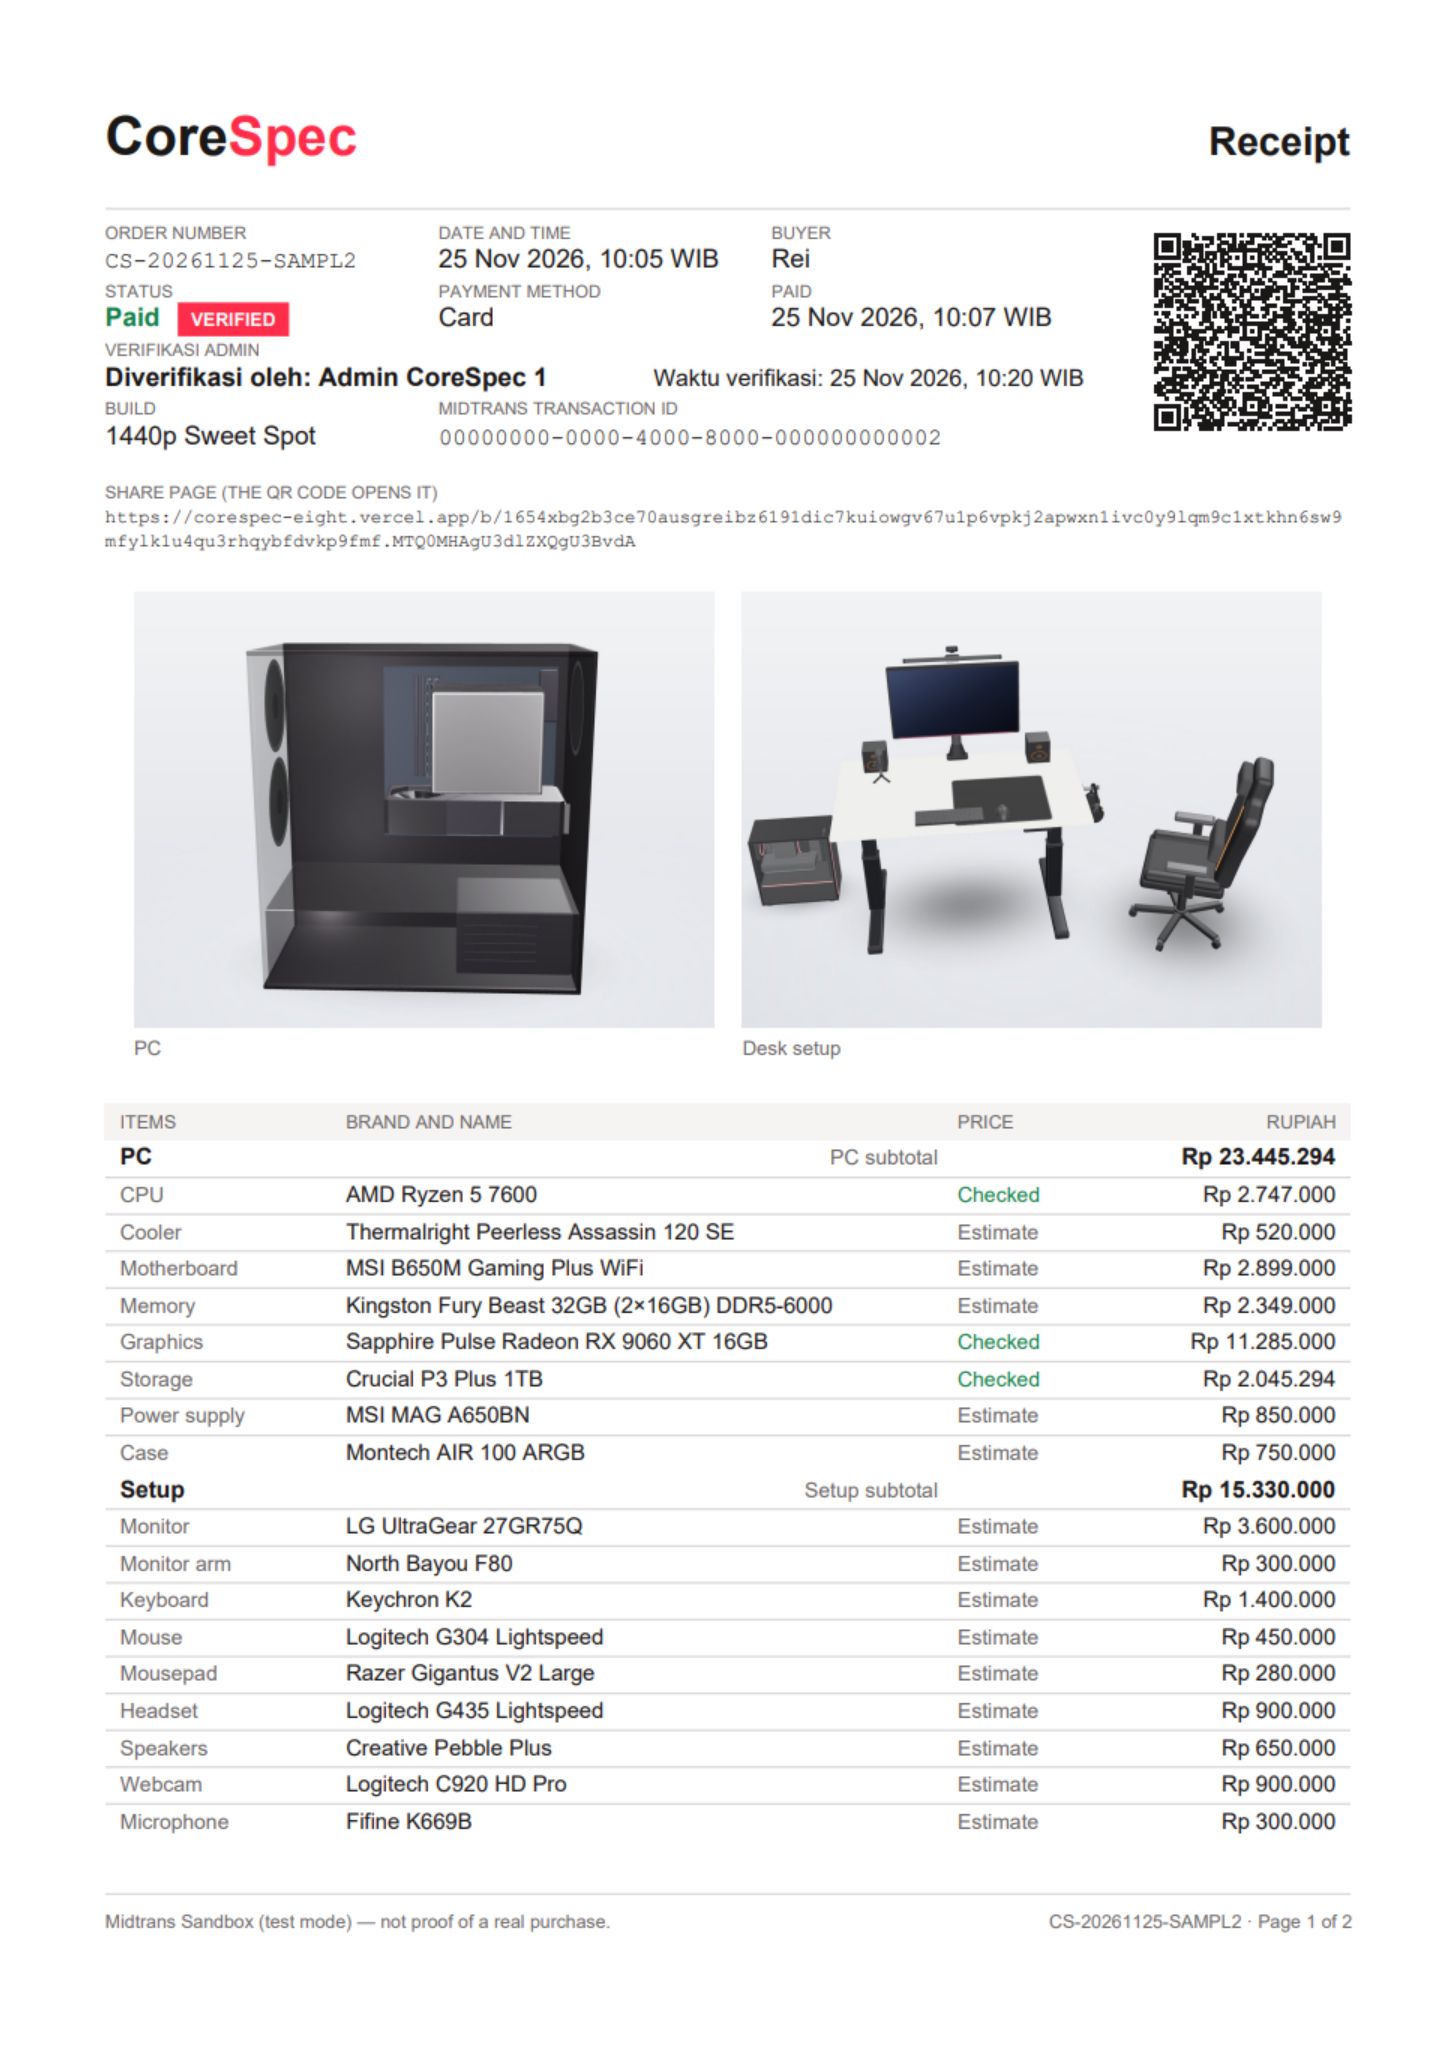 CoreSpec
Receipt
ORDER NUMBER DATE AND TIME BUYER
CS-20261125-SAMPL2 25 Nov 2026, 10:05 WIB Rei
STATUS PAYMENT METHOD PAID
Paid VERIFIED Card 25 Nov 2026, 10:07 WIB
VERIFIKASI ADMIN
Diverifikasi oleh: Admin CoreSpec 1 Waktu verifikasi: 25 Nov 2026, 10:20 WIB
BUILD MIDTRANS TRANSACTION ID
1440p Sweet Spot 00000000-0000-4000-8000-000000000002
SHARE PAGE (THE QR CODE OPENS IT)
https://corespec-eight.vercel.app/b/1654xbg2b3ce70ausgreibz6191dic7kuiowgv67u1p6vpkj2apwxn1ivc0y9lqm9c1xtkhn6sw9
mfylk1u4qu3rhqybfdvkp9fmf.MTQ0MHAgU3dlZXQgU3BvdA
PC Desk setup
ITEMS BRAND AND NAME PRICE RUPIAH
PC PC subtotal Rp 23.445.294
CPU AMD Ryzen 5 7600 Checked Rp 2.747.000
Cooler Thermalright Peerless Assassin 120 SE Estimate Rp 520.000
Motherboard MSI B650M Gaming Plus WiFi Estimate Rp 2.899.000
Memory Kingston Fury Beast 32GB (2×16GB) DDR5-6000 Estimate Rp 2.349.000
Graphics Sapphire Pulse Radeon RX 9060 XT 16GB Checked Rp 11.285.000
Storage Crucial P3 Plus 1TB Checked Rp 2.045.294
Power supply MSI MAG A650BN Estimate Rp 850.000
Case Montech AIR 100 ARGB Estimate Rp 750.000
Setup Setup subtotal Rp 15.330.000
Monitor LG UltraGear 27GR75Q Estimate Rp 3.600.000
Monitor arm North Bayou F80 Estimate Rp 300.000
Keyboard Keychron K2 Estimate Rp 1.400.000
Mouse Logitech G304 Lightspeed Estimate Rp 450.000
Mousepad Razer Gigantus V2 Large Estimate Rp 280.000
Headset Logitech G435 Lightspeed Estimate Rp 900.000
Speakers Creative Pebble Plus Estimate Rp 650.000
Webcam Logitech C920 HD Pro Estimate Rp 900.000
Microphone Fifine K669B Estimate Rp 300.000
Midtrans Sandbox (test mode) — not proof of a real purchase. CS-20261125-SAMPL2 · Page 1 of 2